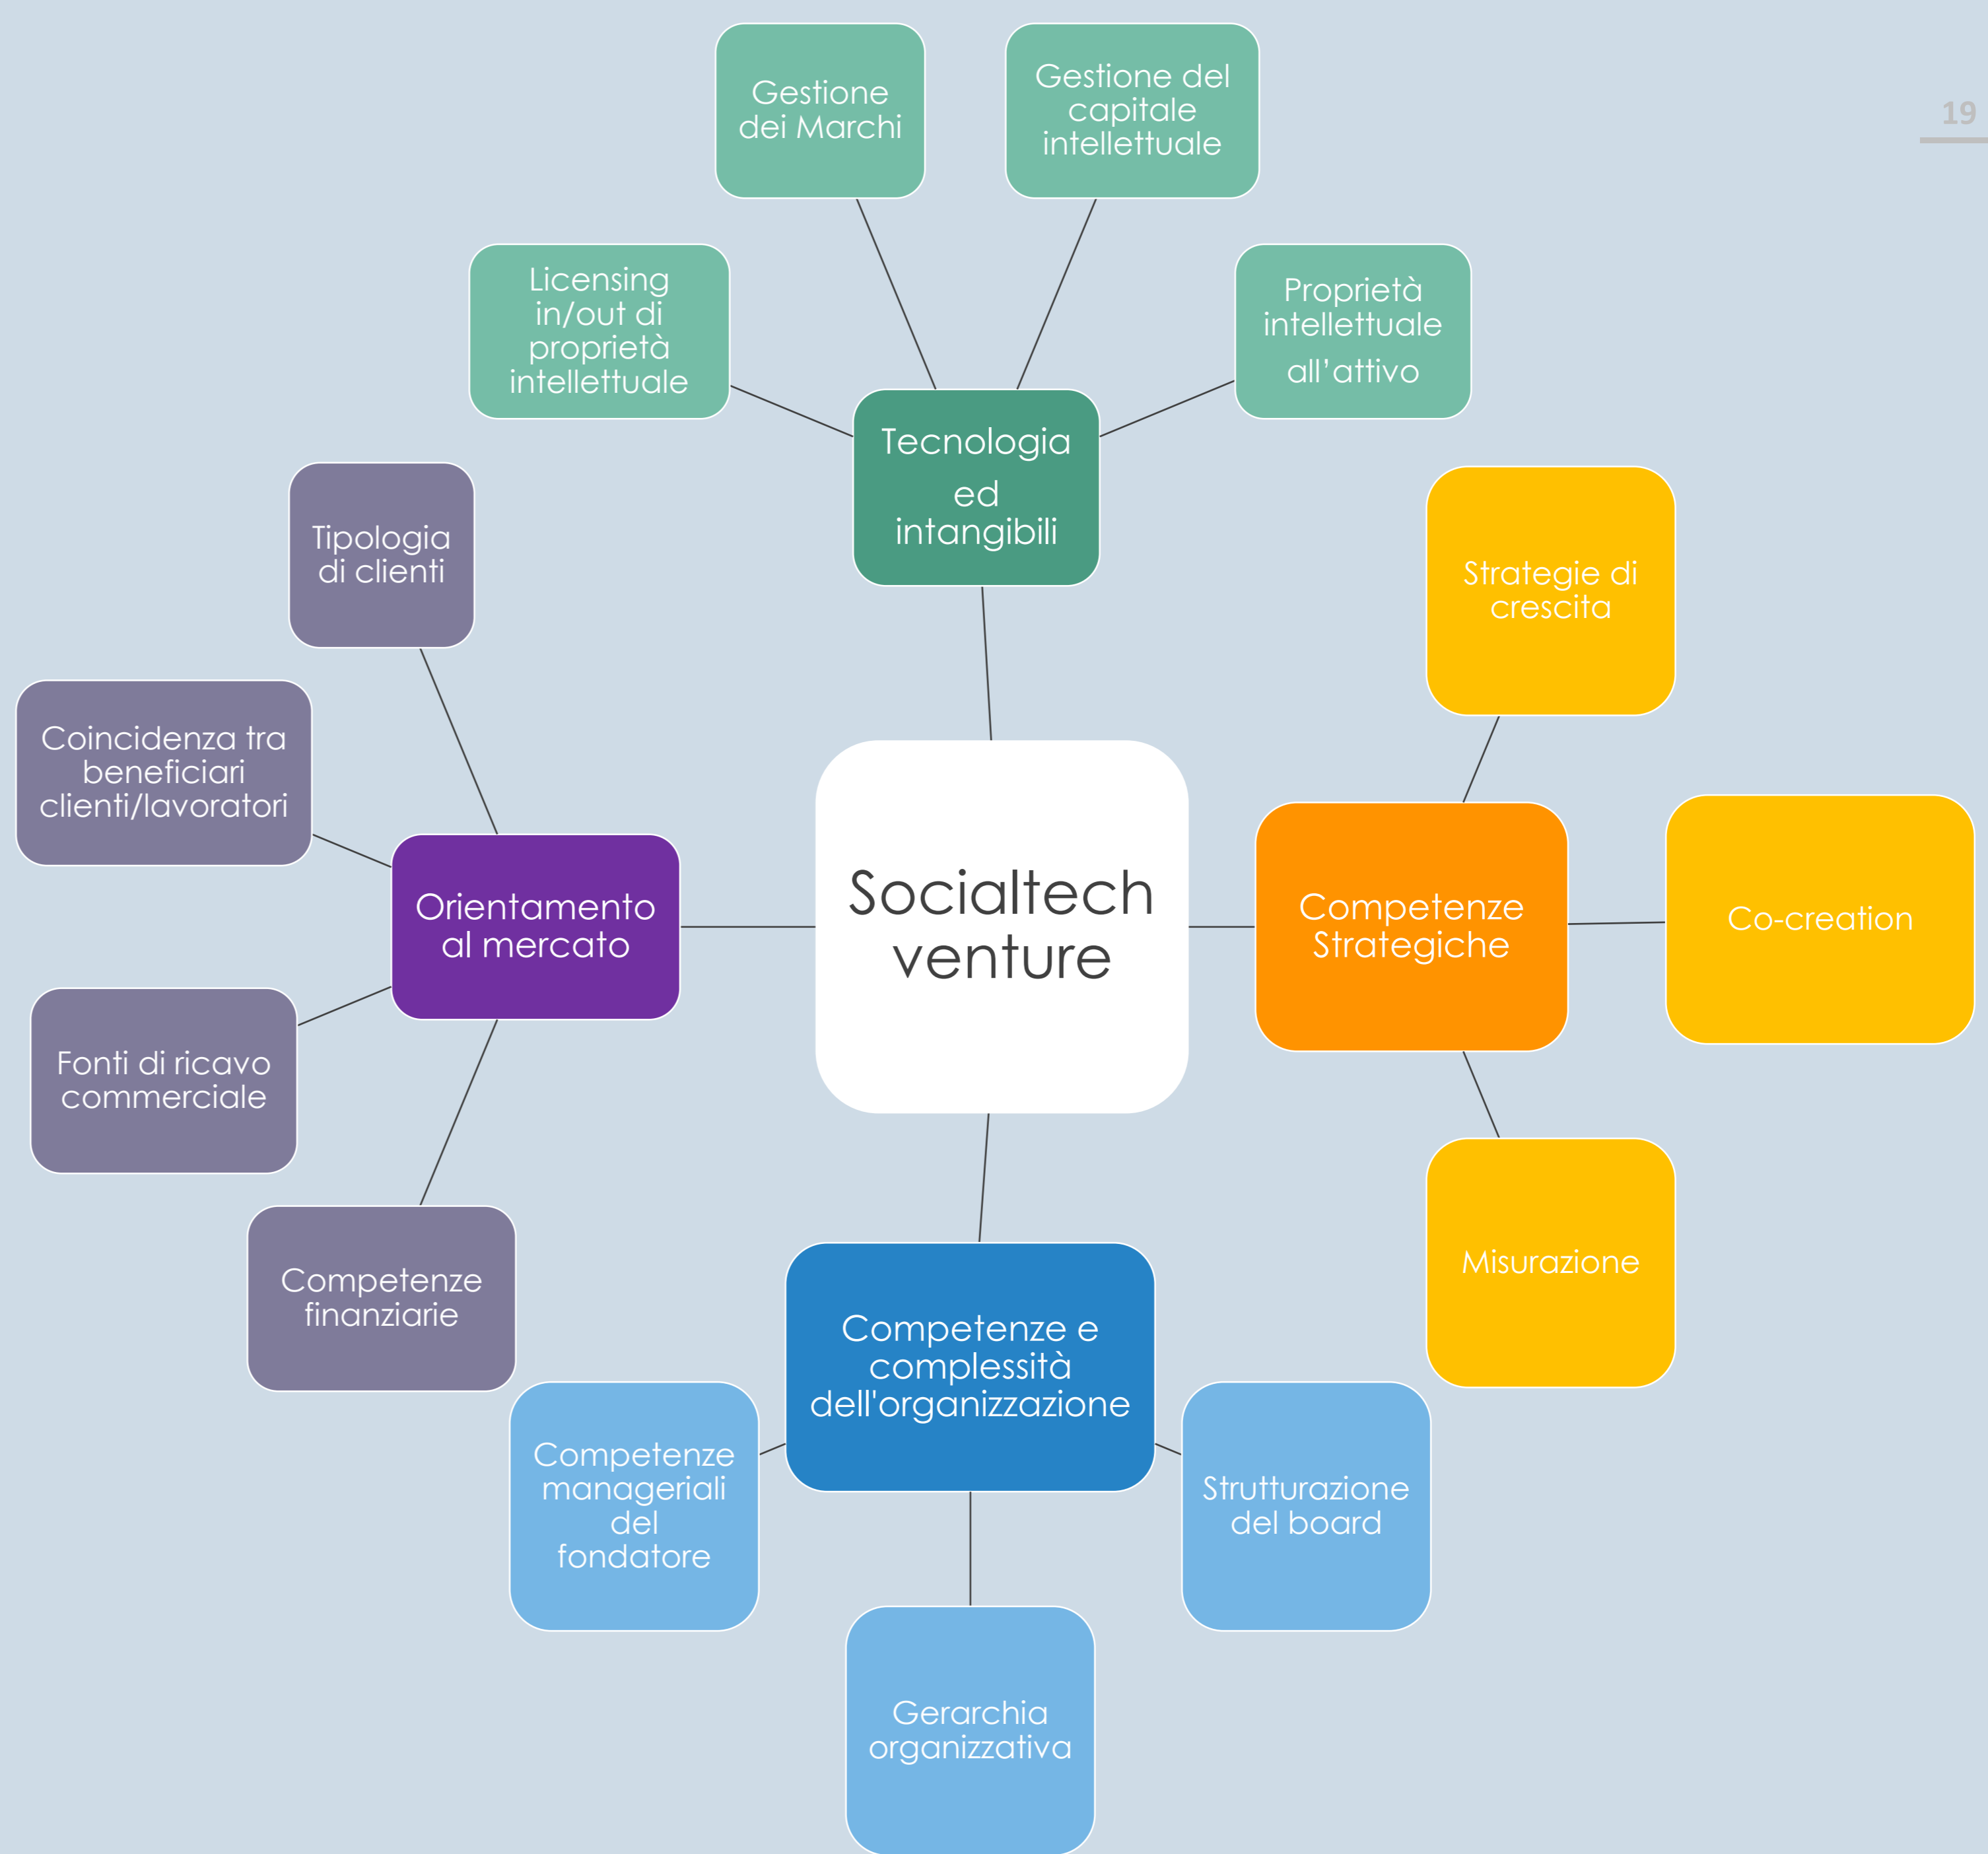 19
Gestione
dei Marchi
Gestione del
capitale
intellettuale
Licensing
in/out di
proprietà
intellettuale
Proprietà
intellettuale
all’attivo
Tecnologia
ed
intangibili
Tipologia
di clienti
Strategie di
crescita
Coincidenza tra
beneficiari
clienti/lavoratori
Orientamento
al mercato
Socialtech
venture
Competenze
Strategiche
Co-creation
Fonti di ricavo
commerciale
Competenze
finanziarie
Misurazione
Competenze e
complessità
dell'organizzazione
Competenze
manageriali
del
fondatore
Strutturazione
del board
Gerarchia
organizzativa